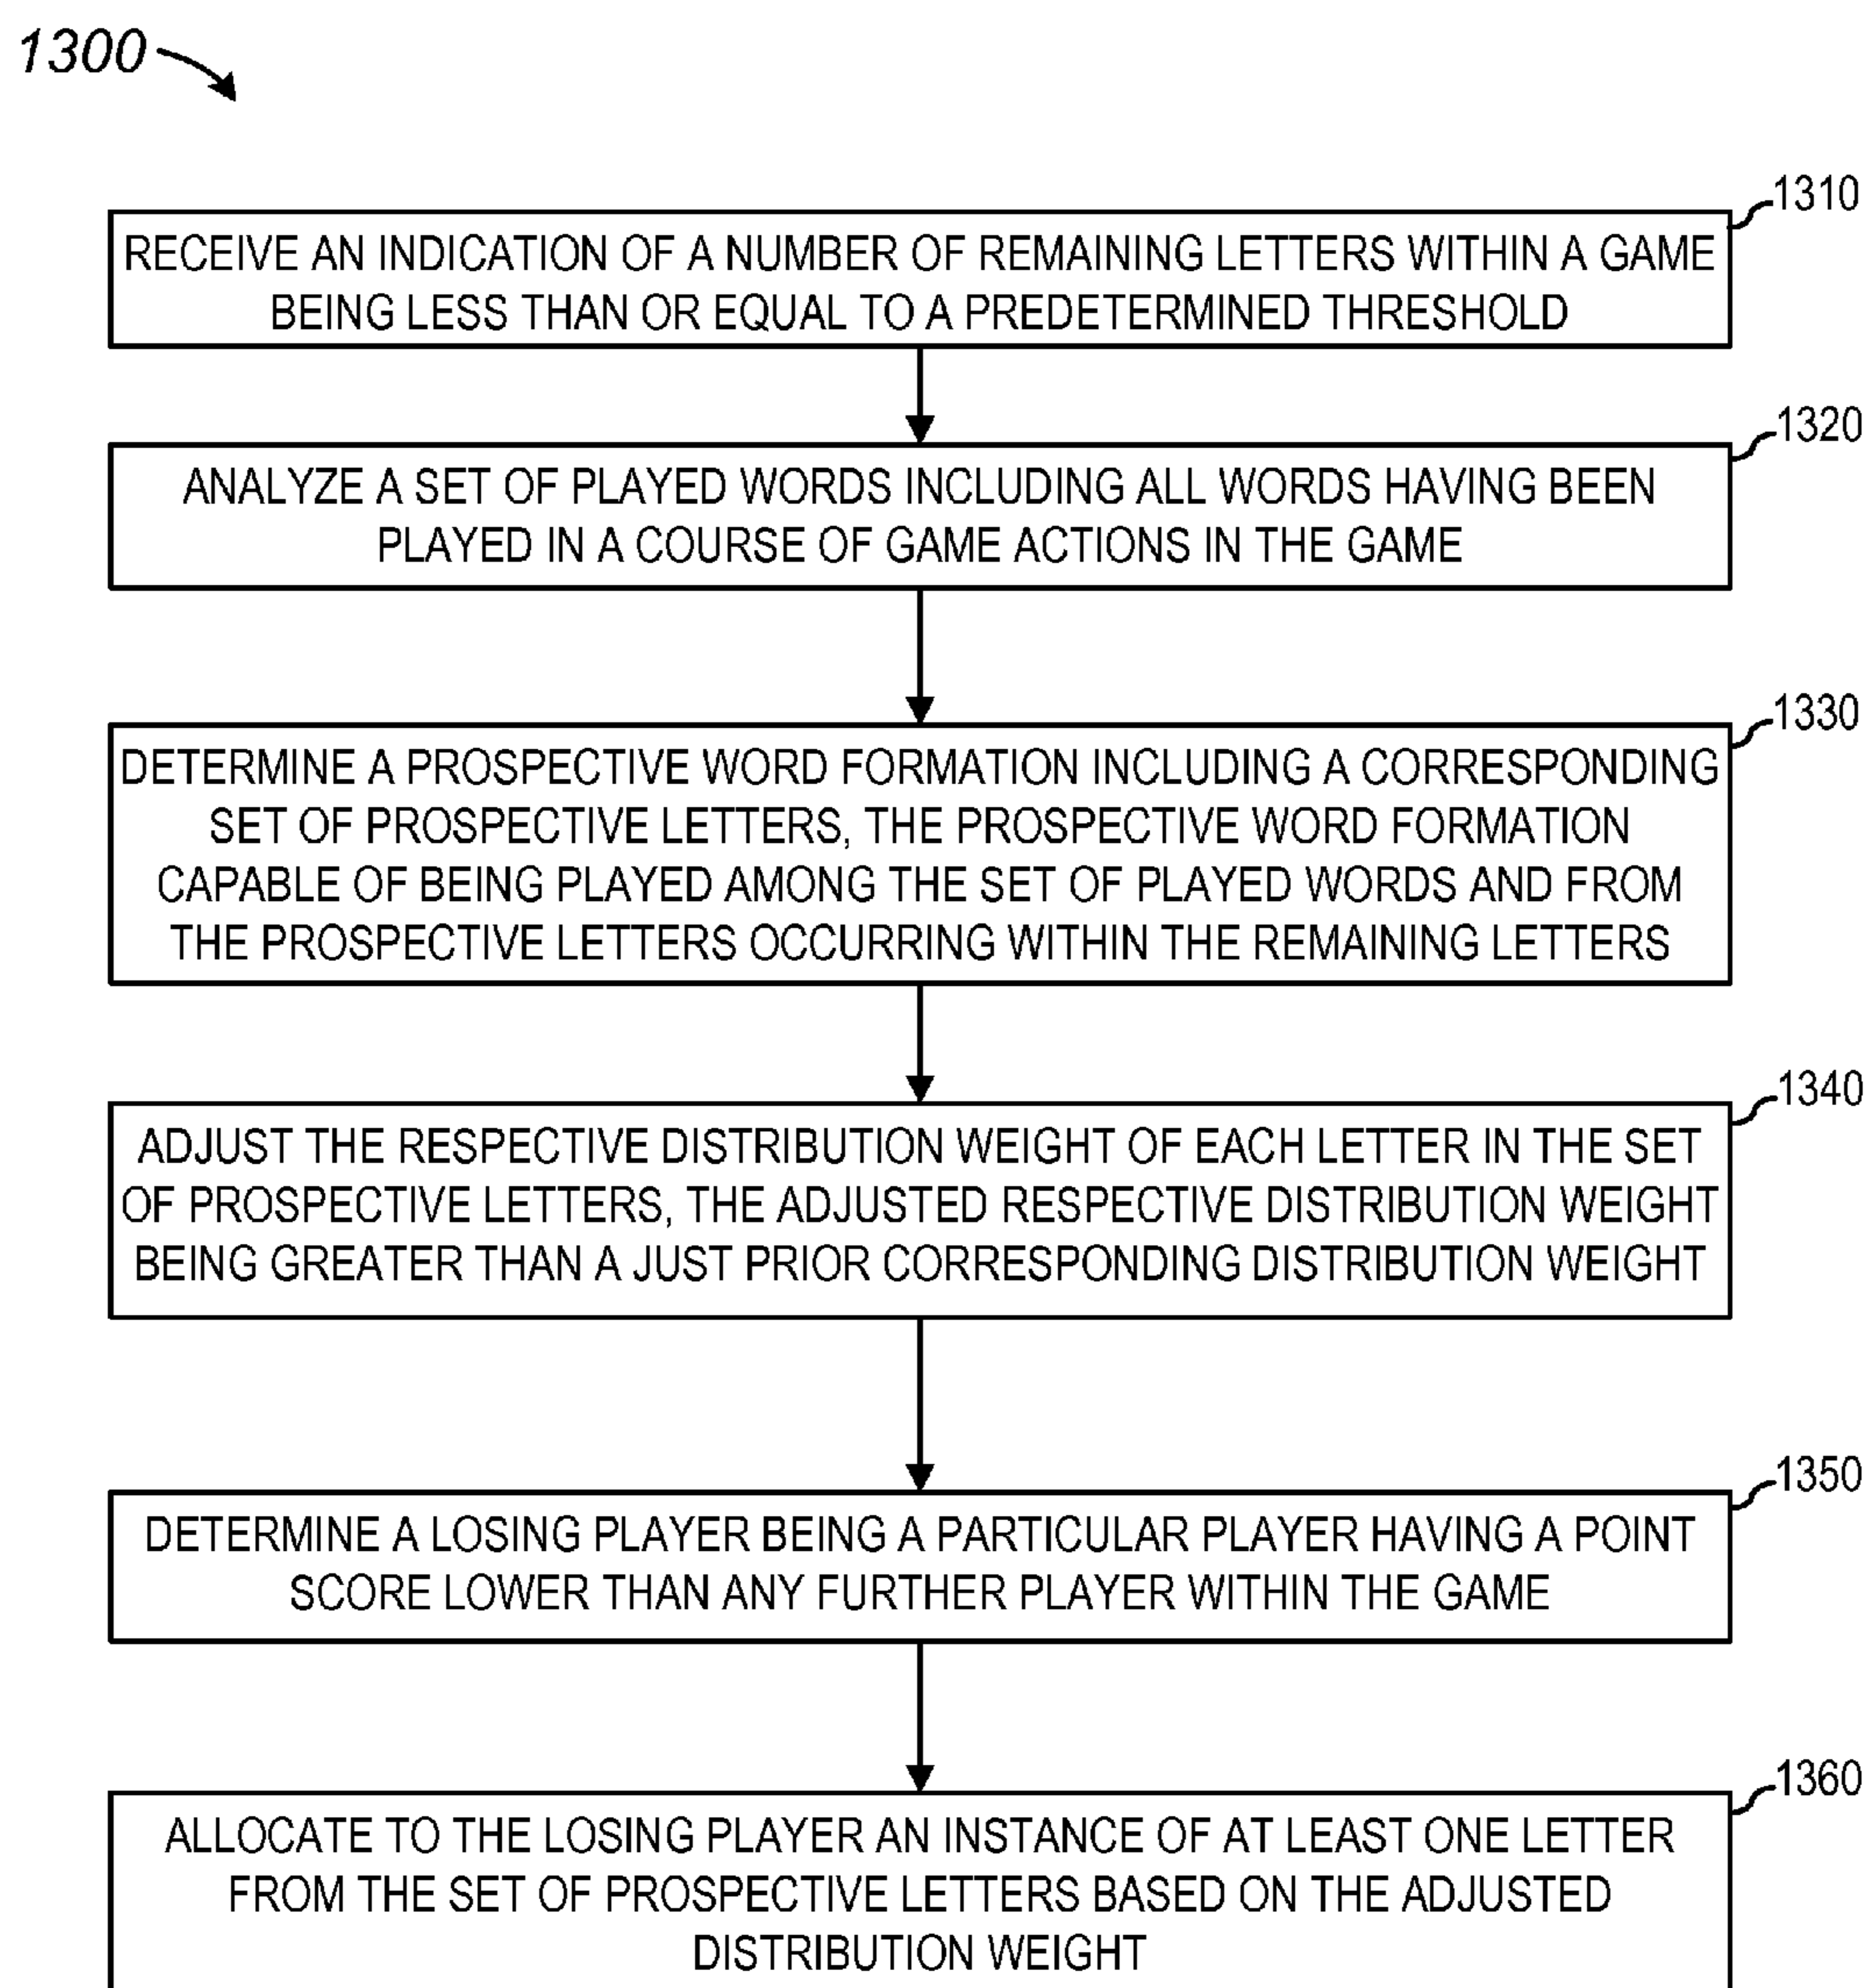 1300
1310
RECEIVE AN INDICATION OF A NUMBER OF REMAINING LETTERS WITHIN A GAME
BEING LESS THAN OR EQUAL TO A PREDETERMINED THRESHOLD
1320
ANALYZE A SET OF PLAYED WORDS INCLUDING ALL WORDS HAVING BEEN
PLAYED IN A COURSE OF GAME ACTIONS IN THE GAME
1330
DETERMINE A PROSPECTIVE WORD FORMATION INCLUDING A CORRESPONDING
SET OF PROSPECTIVE LETTERS, THE PROSPECTIVE WORD FORMATION
CAPABLE OF BEING PLAYED AMONG THE SET OF PLAYED WORDS AND FROM
THE PROSPECTIVE LETTERS OCCURRING WITHIN THE REMAINING LETTERS
1340
ADJUST THE RESPECTIVE DISTRIBUTION WEIGHT OF EACH LETTER IN THE SET
OF PROSPECTIVE LETTERS, THE ADJUSTED RESPECTIVE DISTRIBUTION WEIGHT
BEING GREATER THAN A JUST PRIOR CORRESPONDING DISTRIBUTION WEIGHT
1350
DETERMINE A LOSING PLAYER BEING A PARTICULAR PLAYER HAVING A POINT
SCORE LOWER THAN ANY FURTHER PLAYER WITHIN THE GAME
1360
ALLOCATE TO THE LOSING PLAYER AN INSTANCE OF AT LEAST ONE LETTER
FROM THE SET OF PROSPECTIVE LETTERS BASED ON THE ADJUSTED
DISTRIBUTION WEIGHT